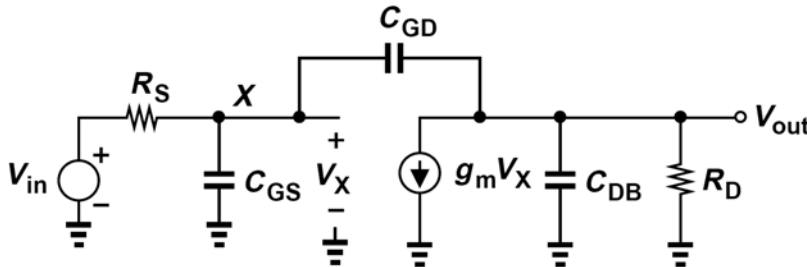 C_GD
R_S
X
V_out
+
+
V_in
C_GS
V_X
g_mV_X
C_DB
R_D
−
−